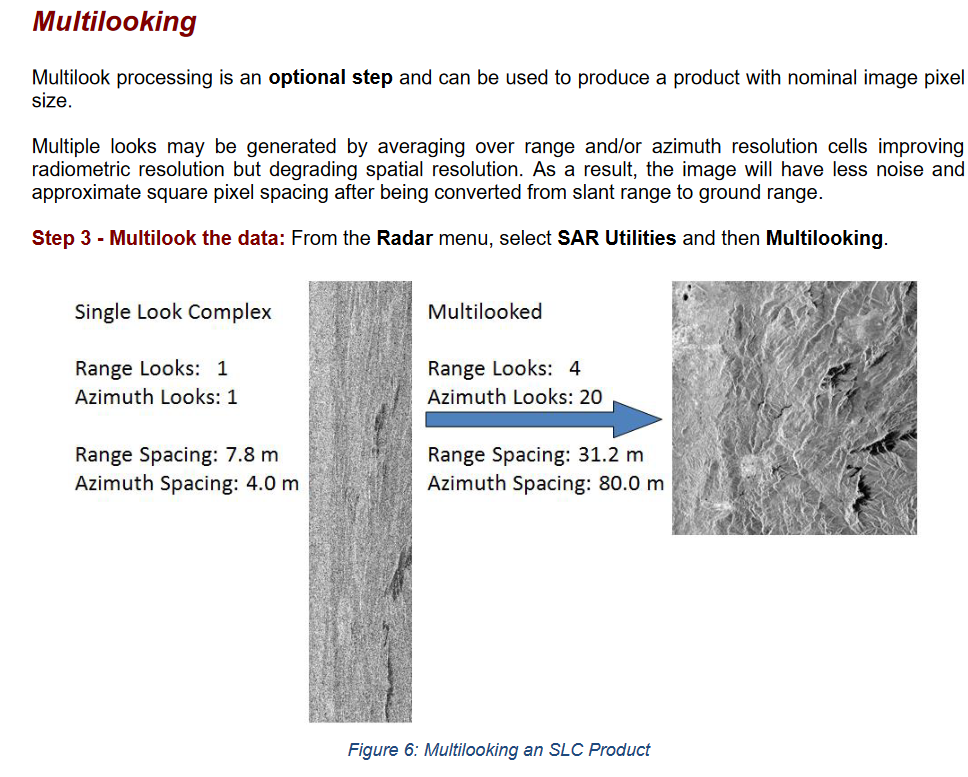 Multilooking
Multilook processing is an optional step and can be used to produce a product with nominal image pixel
size.
Multiple looks may be generated by averaging over range and/or azimuth resolution cells improving
radiometric resolution but degrading spatial resolution. As a result, the image will have less noise and
approximate square pixel spacing after being converted from slant range to ground range.
Step 3 - Multilook the data: From the Radar menu, select SAR Utilities and then Multilooking.
Single Look Complex
Range Looks: 1
Azimuth Looks: 1
Range Spacing: 7.8 m
Azimuth Spacing: 4.0 m
Multilooked
Range Looks: 4
Azimuth Looks: 20
Range Spacing: 31.2 m
Azimuth Spacing: 80.0 m
Figure 6: Multilooking an SLC Product